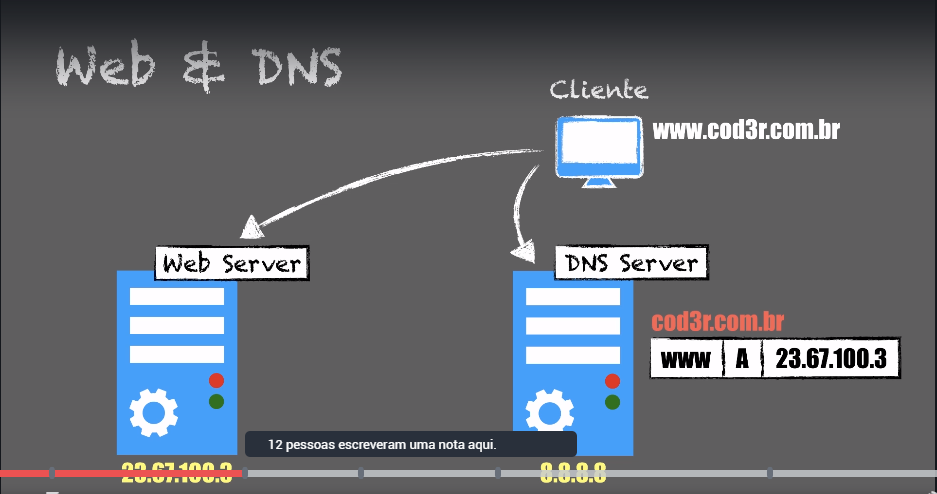 Web & DNS
Cliente
www.cod3r.com.br
Web Server
DNS Server
cod3r.com.br
www A 23.67.100.3
12 pessoas escreveram uma nota aqui.
23.67.100.3
8.8.8.8